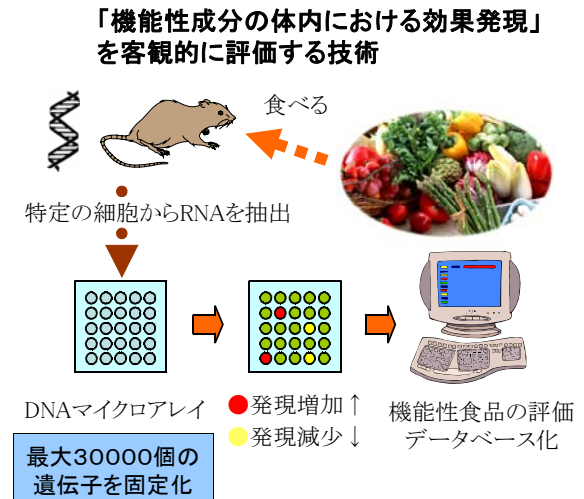 「機能性成分の体内における効果発現」
を客観的に評価する技術
食べる
特定の細胞からRNAを抽出
DNAマイクロアレイ
最大30000個の
遺伝子を固定化
発現増加↑
発現減少↓
機能性食品の評価
データベース化